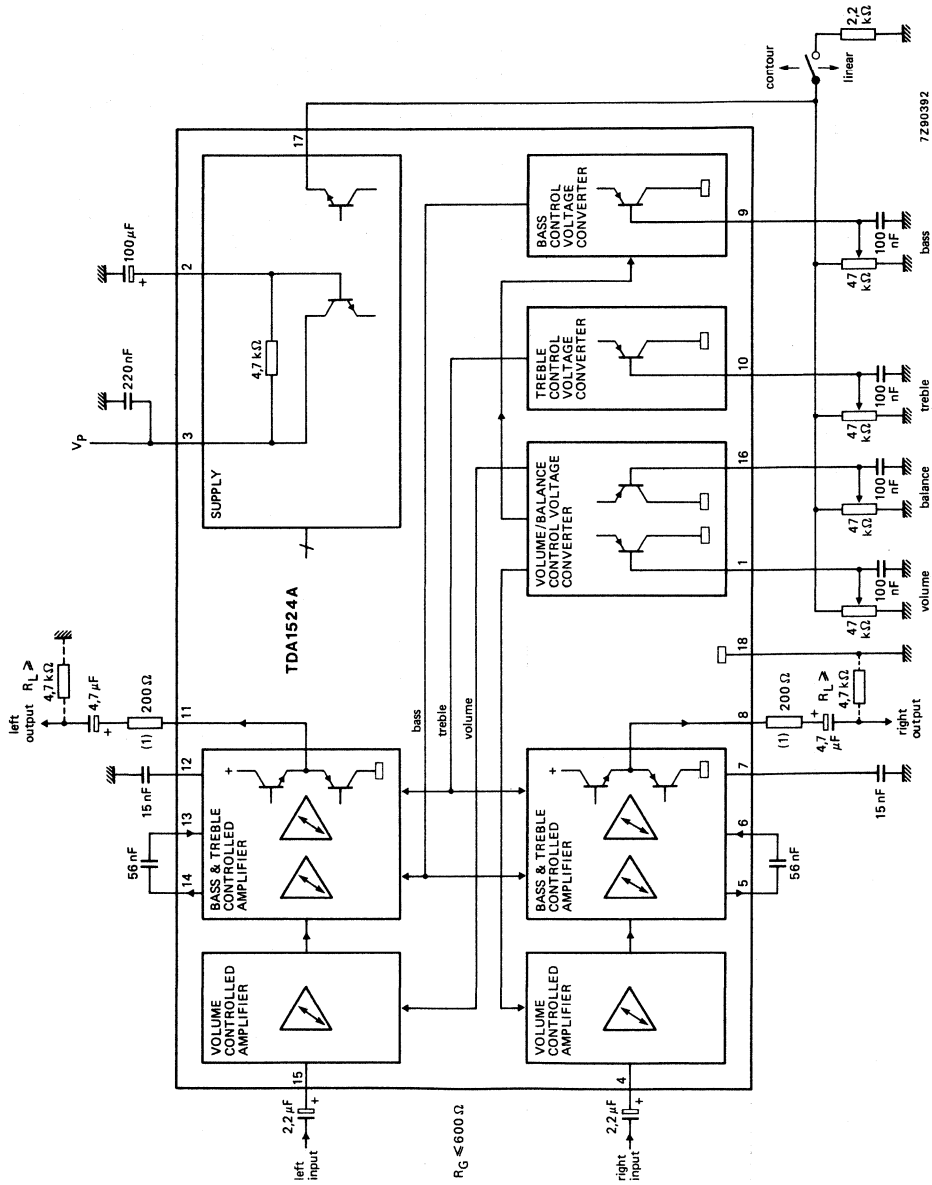 left
output
R_L ≥
4,7 kΩ
4,7 µF
+
200 Ω
(1)
11
15 nF
12
56 nF
13
14
V_P
220 nF
3
+
100 µF
2
17
SUPPLY
4,7 kΩ
TDA1524A
BASS & TREBLE
CONTROLLED
AMPLIFIER
+
VOLUME
CONTROLLED
AMPLIFIER
15
2,2 µF
+
left
input
R_G ≤ 600 Ω
bass
treble
volume
BASS & TREBLE
CONTROLLED
AMPLIFIER
+
VOLUME
CONTROLLED
AMPLIFIER
4
2,2 µF
+
right
input
VOLUME/BALANCE
CONTROL VOLTAGE
CONVERTER
TREBLE
CONTROL
VOLTAGE
CONVERTER
BASS
CONTROL
VOLTAGE
CONVERTER
5
6
56 nF
7
15 nF
8
200 Ω
(1)
+
4,7
µF
R_L ≥
4,7 kΩ
right
output
18
1
16
10
9
47
kΩ
100
nF
volume
47
kΩ
100
nF
balance
47
kΩ
100
nF
treble
47
kΩ
100
nF
bass
contour
linear
2,2
kΩ
7Z90392